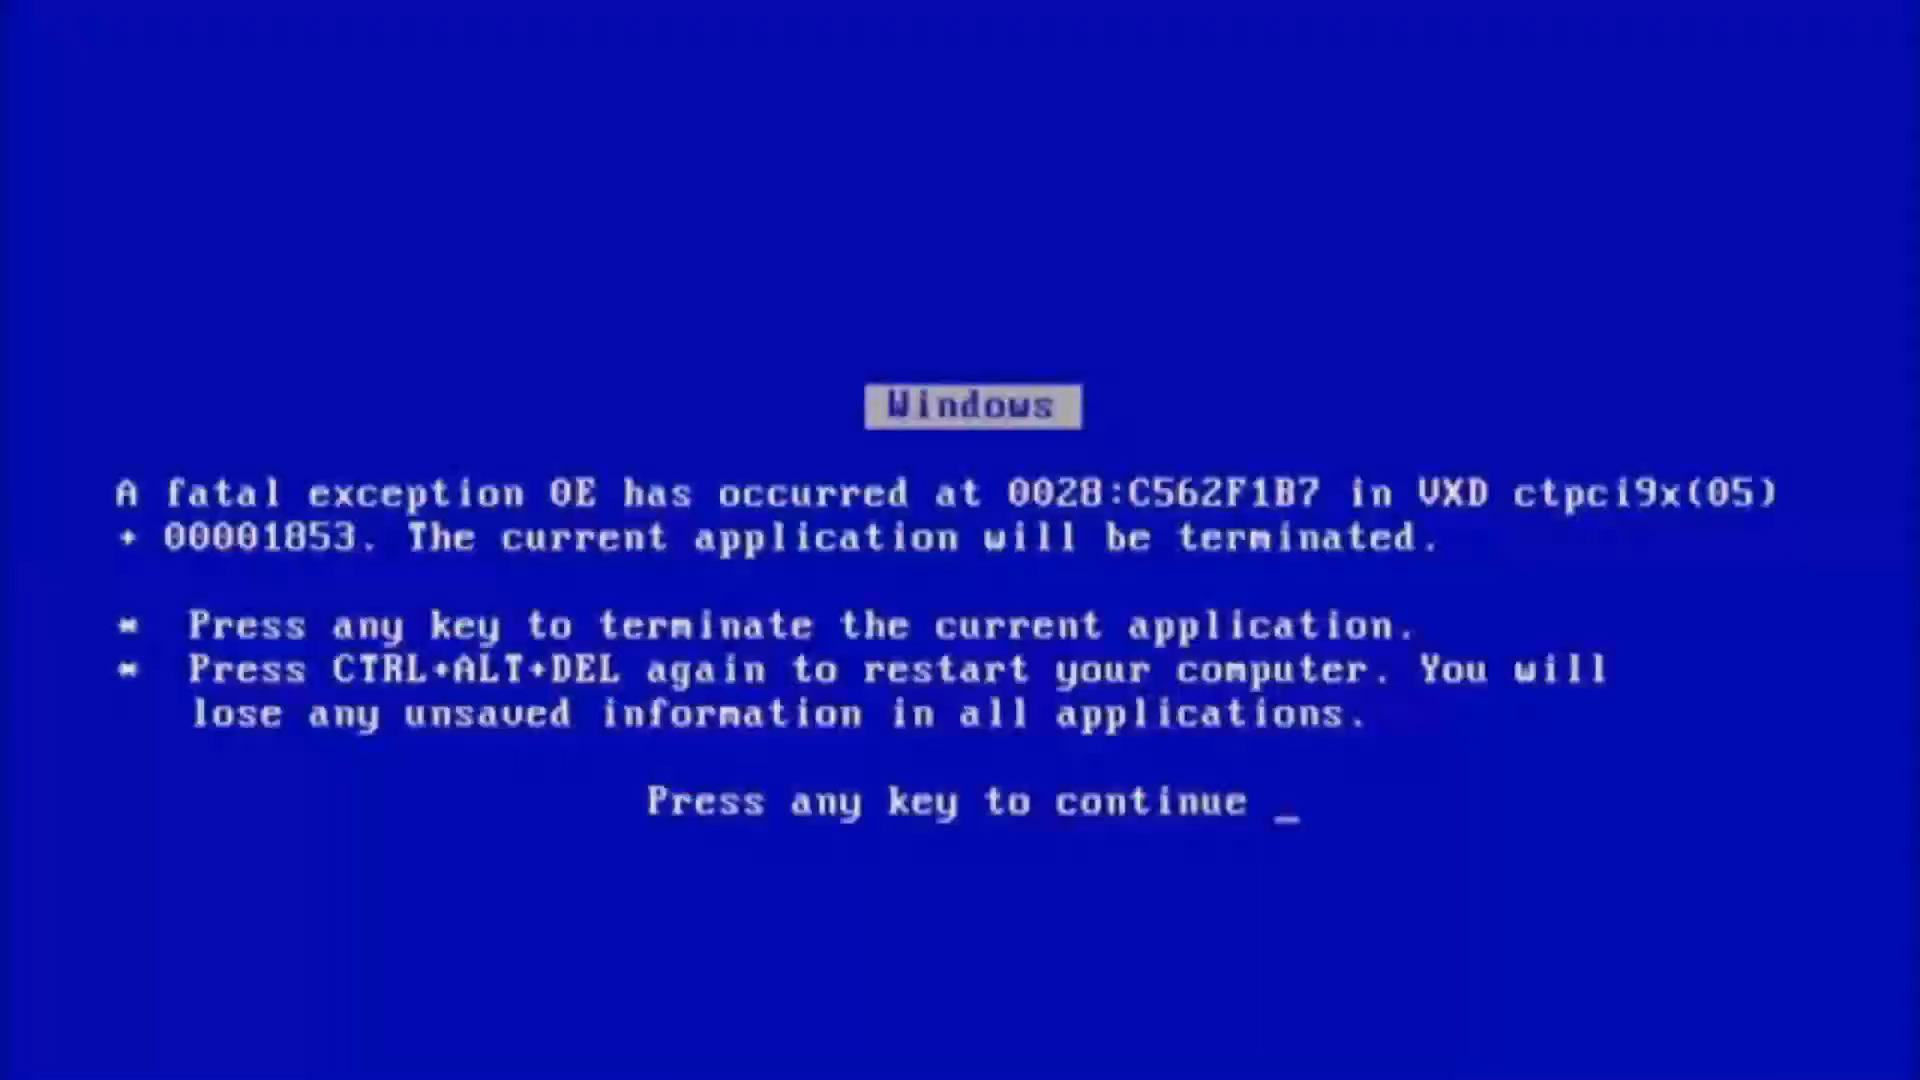 Windows
A fatal exception 0E has occurred at 0028:C562F1B7 in VXD ctpci9x(05)
+ 00001853. The current application will be terminated.
* Press any key to terminate the current application.
* Press CTRL+ALT+DEL again to restart your computer. You will
lose any unsaved information in all applications.
Press any key to continue _